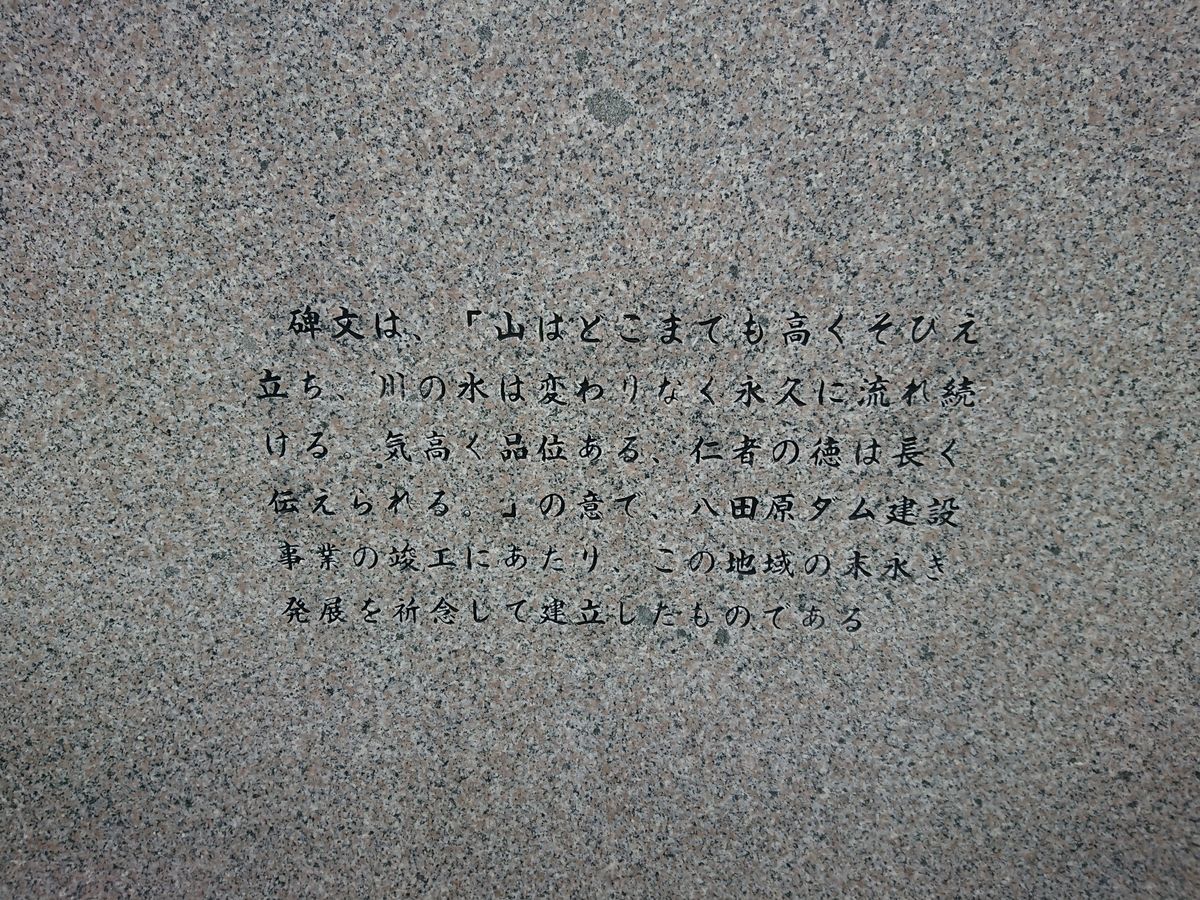 碑文は、「山はどこまでも高くそひえ
立ち、川の水は変わりなく永久に流れ続
ける。気高く品位ある、仁者の徳は長く
伝えられる。」の意で、八田原ダム建設
事業の竣工にあたり、この地域の末永き
発展を祈念して建立したものである。